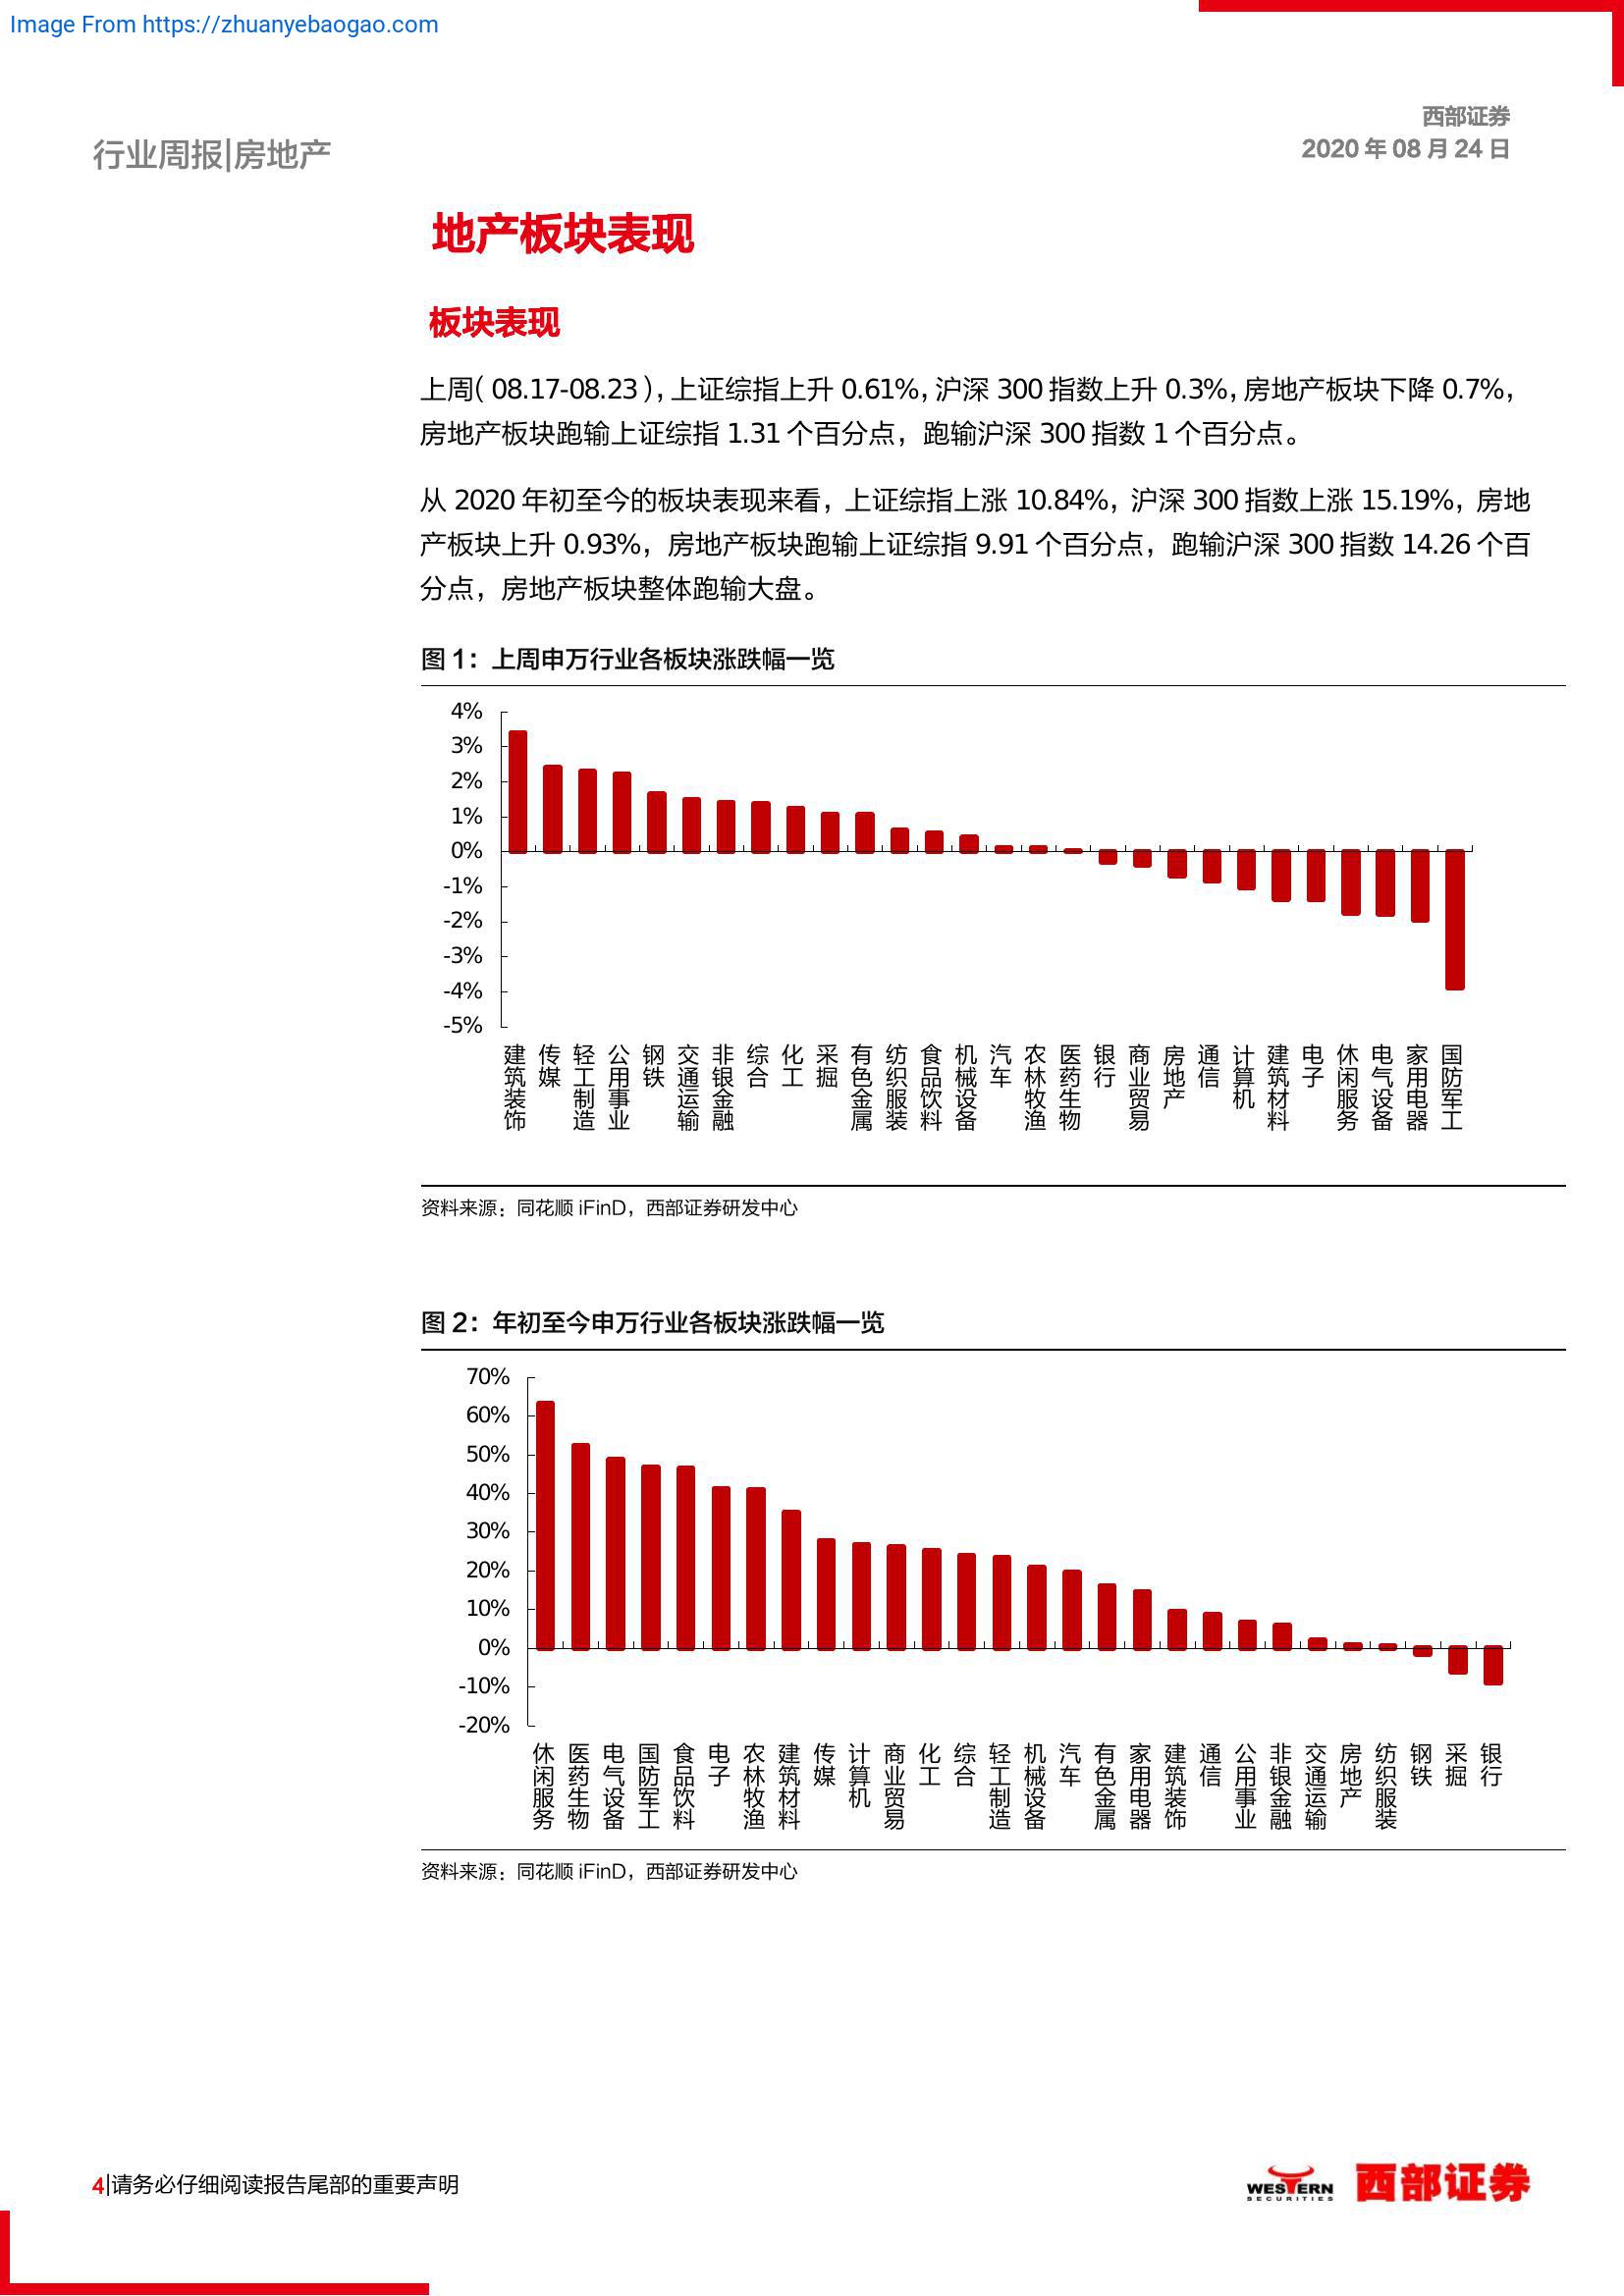 Image From https://zhuanyebaogao.com
西部证券
行业周报|房地产
2020 年 08 月 24 日
地产板块表现
板块表现
上周（08.17-08.23），上证综指上升 0.61%，沪深 300 指数上升 0.3%，房地产板块下降 0.7%，
房地产板块跑输上证综指 1.31 个百分点，跑输沪深 300 指数 1 个百分点。
从 2020 年初至今的板块表现来看，上证综指上涨 10.84%，沪深 300 指数上涨 15.19%，房地
产板块上升 0.93%，房地产板块跑输上证综指 9.91 个百分点，跑输沪深 300 指数 14.26 个百
分点，房地产板块整体跑输大盘。
图 1：上周申万行业各板块涨跌幅一览
4%
3%
2%
1%
0%
-1%
-2%
-3%
-4%
-5%
建筑装饰
传媒
轻工制造
公用事业
钢铁
交通运输
非银金融
综合
化工
采掘
有色金属
纺织服装
食品饮料
机械设备
汽车
农林牧渔
医药生物
银行
商业贸易
房地产
通信
计算机
建筑材料
电子
休闲服务
电气设备
家用电器
国防军工
资料来源：同花顺 iFinD，西部证券研发中心
图 2：年初至今申万行业各板块涨跌幅一览
70%
60%
50%
40%
30%
20%
10%
0%
-10%
-20%
休闲服务
医药生物
电气设备
国防军工
食品饮料
电子
农林牧渔
建筑材料
传媒
计算机
商业贸易
化工
综合
轻工制造
机械设备
汽车
有色金属
家用电器
建筑装饰
通信
公用事业
非银金融
交通运输
房地产
纺织服装
钢铁
采掘
银行
资料来源：同花顺 iFinD，西部证券研发中心
4|请务必仔细阅读报告尾部的重要声明
WESTERN
SECURITIES
西部证券